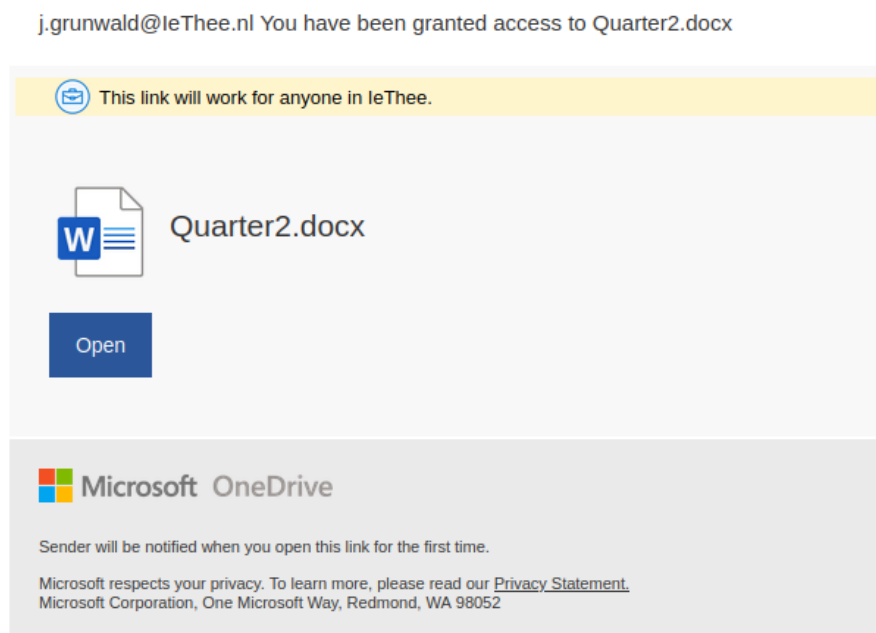 j.grunwald@IeThee.nl You have been granted access to Quarter2.docx
This link will work for anyone in IeThee.
W
Quarter2.docx
Open
Microsoft OneDrive
Sender will be notified when you open this link for the first time.
Microsoft respects your privacy. To learn more, please read our Privacy Statement.
Microsoft Corporation, One Microsoft Way, Redmond, WA 98052